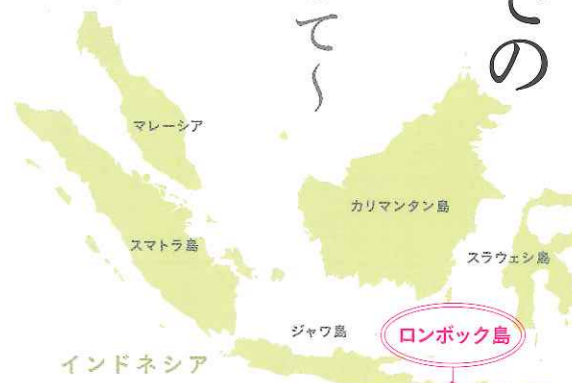 の
て〜
マレーシア
カリマンタン島
スマトラ島
スラウェシ島
ジャワ島
ロンボック島
インドネシア